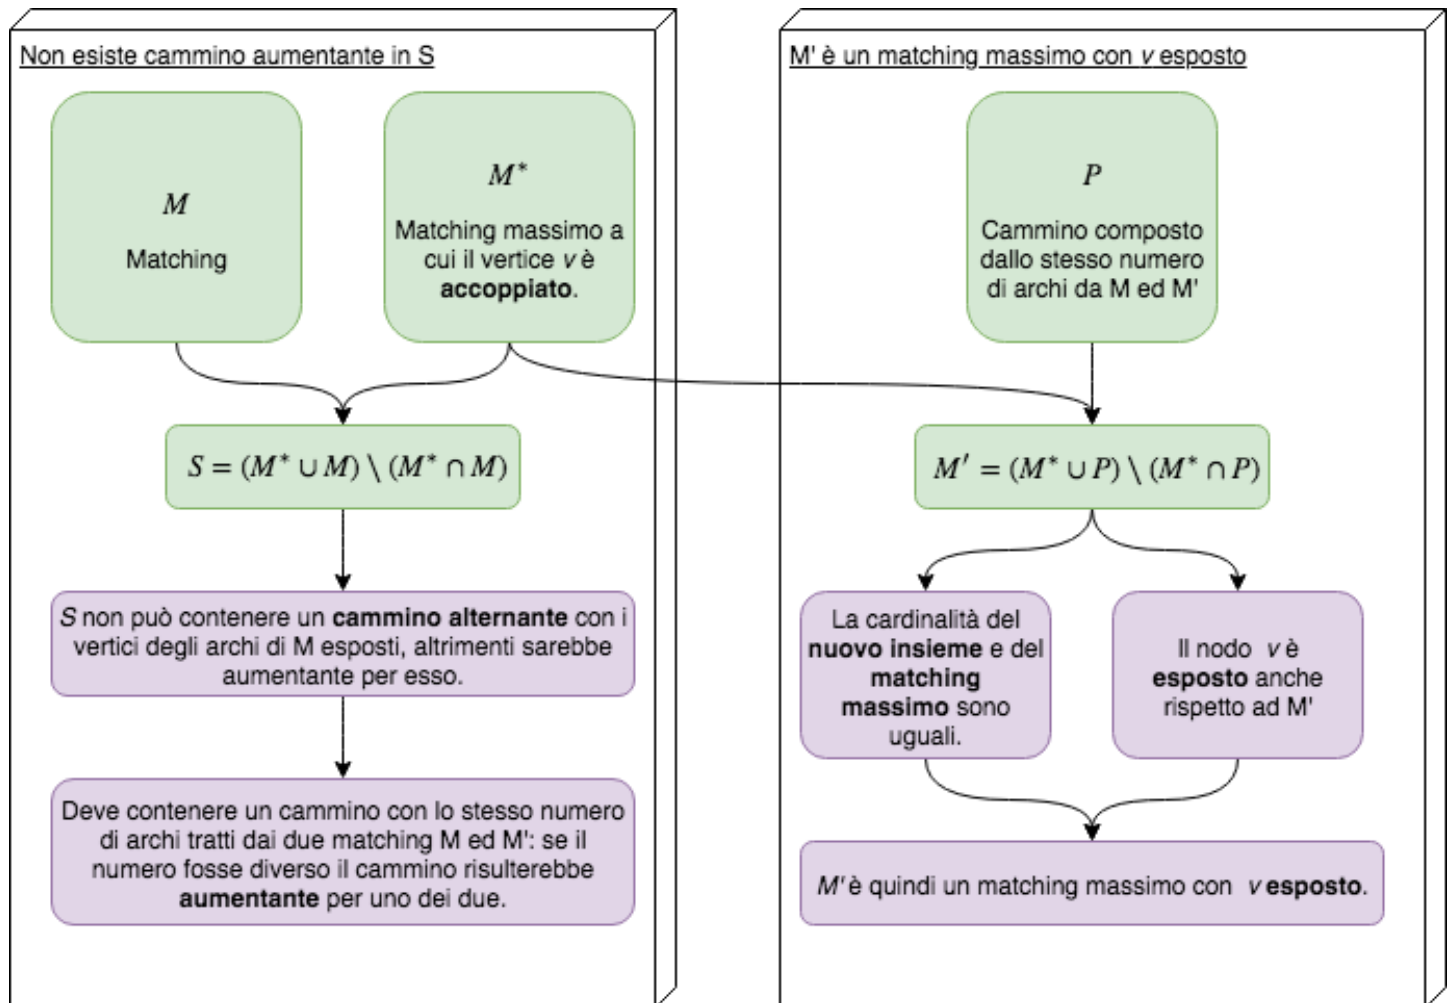 Non esiste cammino aumentante in S
M
Matching
M*
Matching massimo a
cui il vertice v è
accoppiato.
S = (M* ∪ M) \ (M* ∩ M)
S non può contenere un cammino alternante con i
vertici degli archi di M esposti, altrimenti sarebbe
aumentante per esso.
Deve contenere un cammino con lo stesso numero
di archi tratti dai due matching M ed M': se il
numero fosse diverso il cammino risulterebbe
aumentante per uno dei due.
M' è un matching massimo con v esposto
P
Cammino composto
dallo stesso numero
di archi da M ed M'
M′ = (M* ∪ P) \ (M* ∩ P)
La cardinalità del
nuovo insieme e del
matching
massimo sono
uguali.
Il nodo v è
esposto anche
rispetto ad M'
M' è quindi un matching massimo con v esposto.